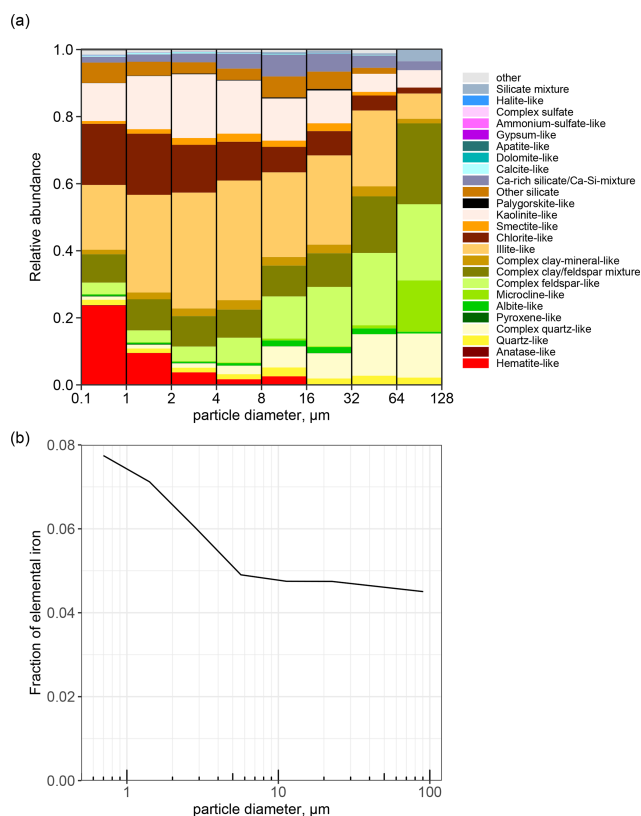 (a)
1.0
0.8
0.6
0.4
0.2
0.0
Relative abundance
0.1 1 2 4 8 16 32 64 128
particle diameter, µm
other
Silicate mixture
Halite-like
Complex sulfate
Ammonium-sulfate-like
Gypsum-like
Apatite-like
Dolomite-like
Calcite-like
Ca-rich silicate/Ca-Si-mixture
Other silicate
Palygorskite-like
Kaolinite-like
Smectite-like
Chlorite-like
Illite-like
Complex clay-mineral-like
Complex clay/feldspar mixture
Complex feldspar-like
Microcline-like
Albite-like
Pyroxene-like
Complex quartz-like
Quartz-like
Anatase-like
Hematite-like
(b)
0.08
0.06
0.04
0.02
0.00
Fraction of elemental iron
1 10 100
particle diameter, µm